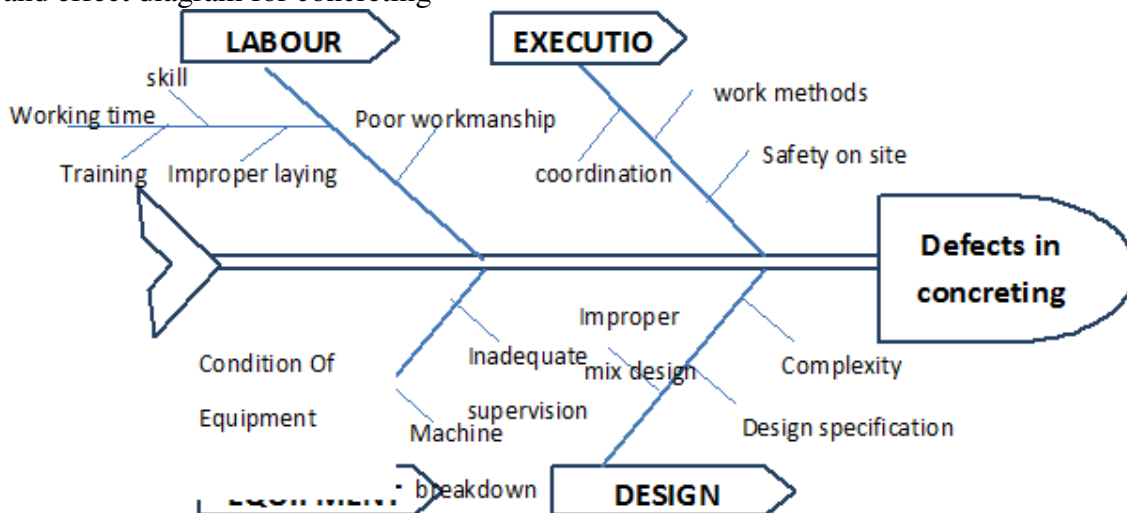 and effect diagram for concreting
LABOUR
EXECUTIO
skill
work methods
Working time
Poor workmanship
Safety on site
Training
Improper laying
coordination
Defects in
concreting
Improper
mix design
Condition Of
Equipment
Inadequate
supervision
Complexity
Machine
breakdown
Design specification
EQUIPMENT
DESIGN